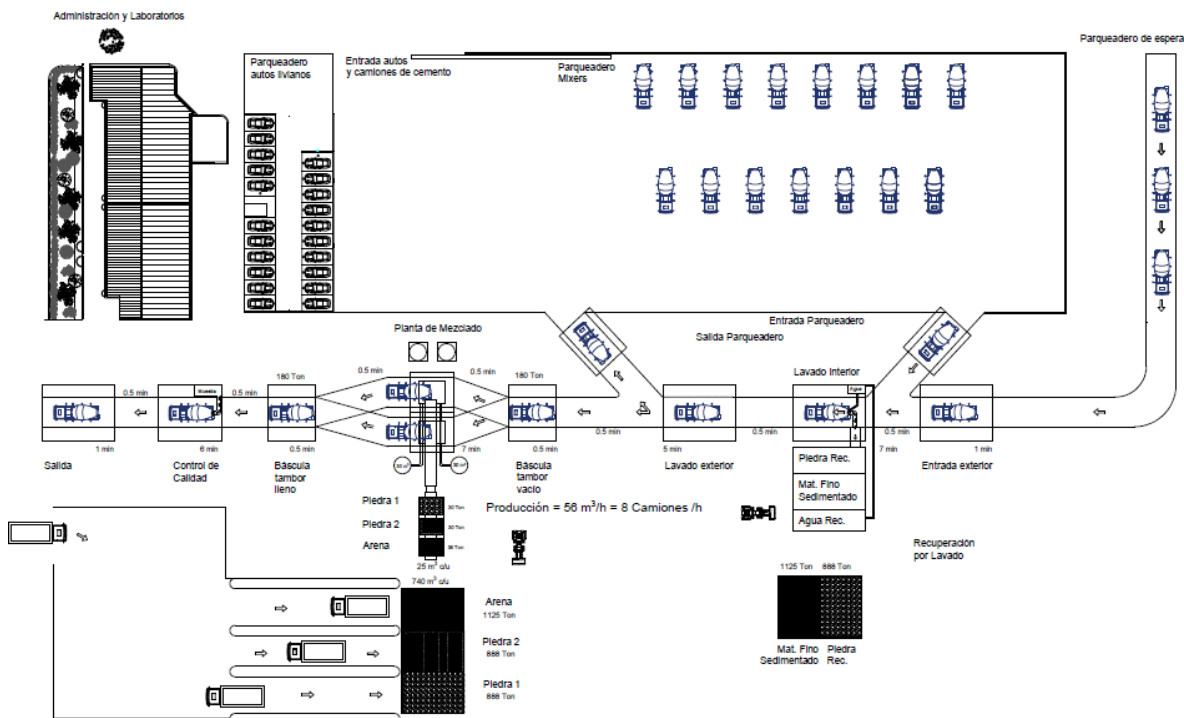 Administración y Laboratorios
Parqueadero de espera
Parqueadero
autos livianos
Entrada autos
y camiones de cemento
Parqueadero
Mixers
Planta de Mezclado
Entrada Parqueadero
Salida Parqueadero
Lavado Interior
Agua
0.5 min
180 Ton
0.5 min
0.5 min
0.5 min
180 Ton
Muestra
1 min
6 min
0.5 min
7 min
0.5 min
0.5 min
5 min
0.5 min
7 min
0.5 min
1 min
Salida
Control de
Calidad
Báscula
tambor
lleno
Báscula
tambor
vacío
Lavado exterior
Entrada exterior
30 m³
30 m³
Piedra Rec.
Mat. Fino
Sedimentado
Agua Rec.
Piedra 1
30 Ton
Piedra 2
30 Ton
Arena
Producción = 56 m³/h = 8 Camiones /h
25 m³ c/u
740 m³ c/u
Recuperación
por Lavado
1125 Ton
888 Ton
Arena
1125 Ton
Piedra 2
888 Ton
Piedra 1
888 Ton
Mat. Fino
Sedimentado
Piedra
Rec.